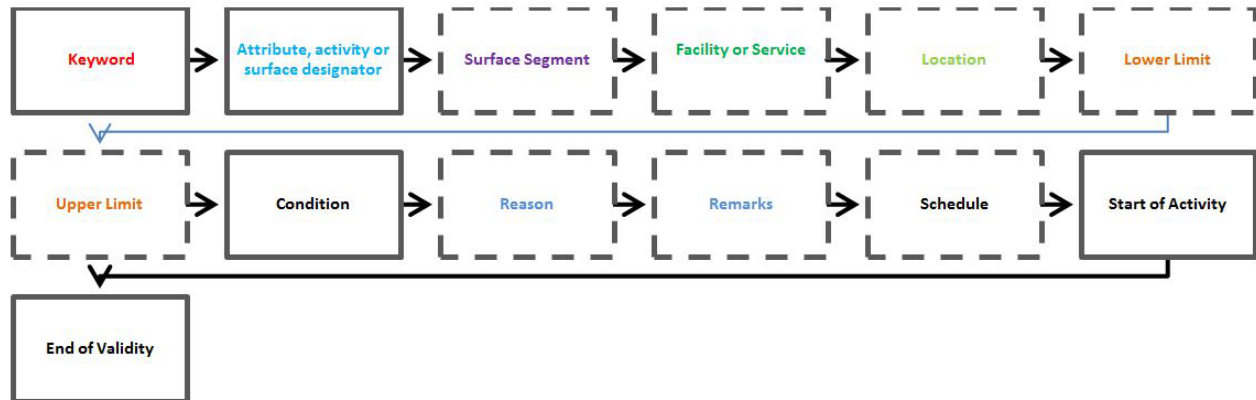 Keyword
Attribute, activity or
surface designator
Surface Segment
Facility or Service
Location
Lower Limit
Upper Limit
Condition
Reason
Remarks
Schedule
Start of Activity
End of Validity